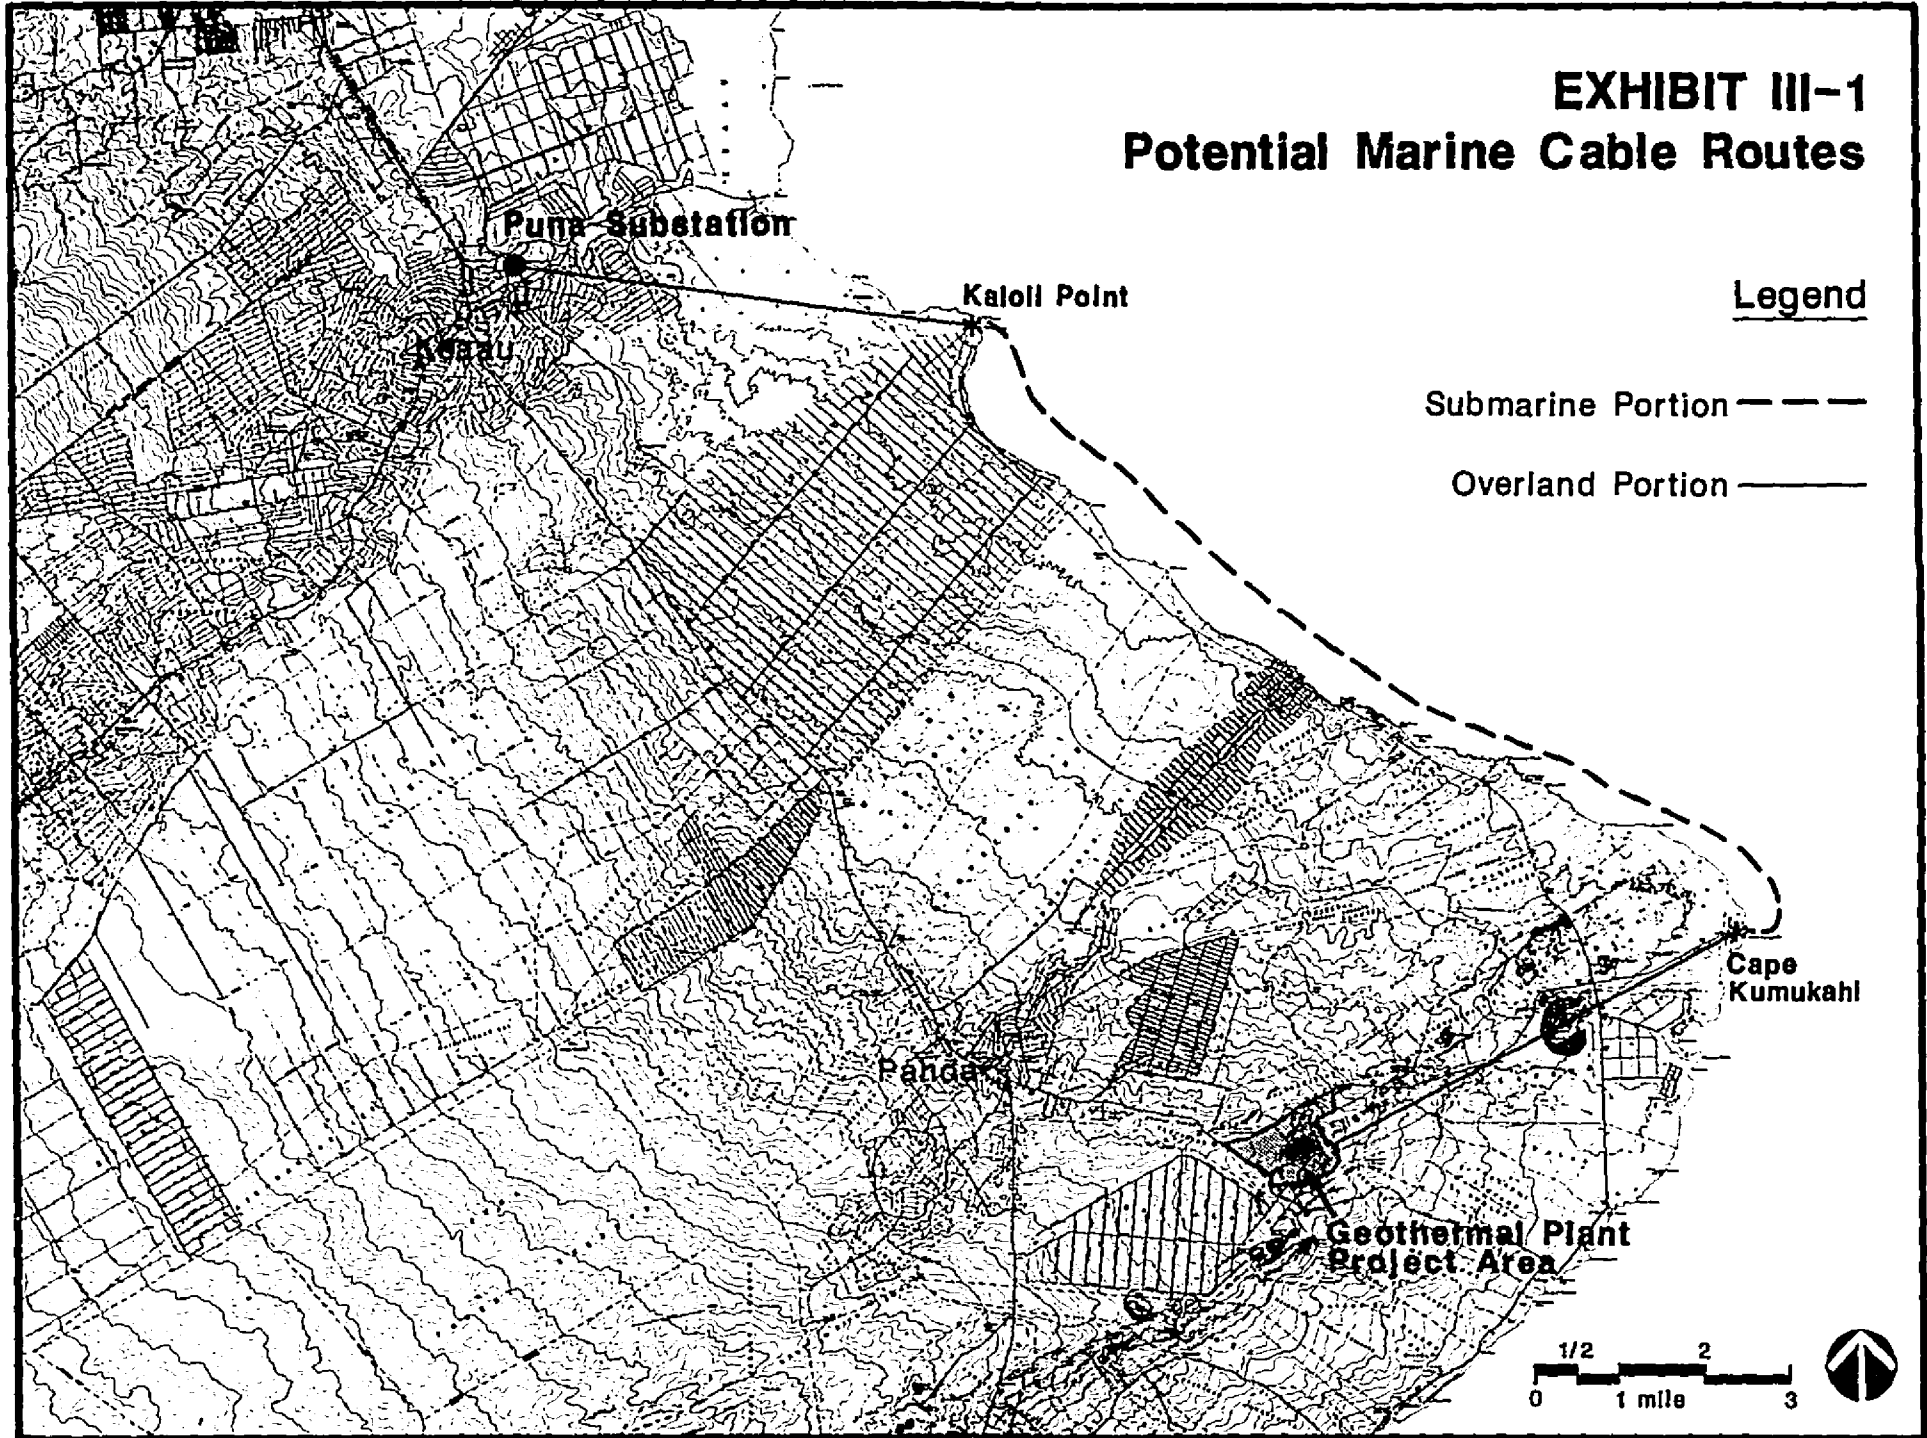 EXHIBIT III-1
Potential Marine Cable Routes
Puna Substation
Kaloli Point
Legend
Keaau
Submarine Portion
Overland Portion
Cape
Kumukahi
Pahoa
Geothermal Plant
Project Area
1/2 2
0 1 mile 3